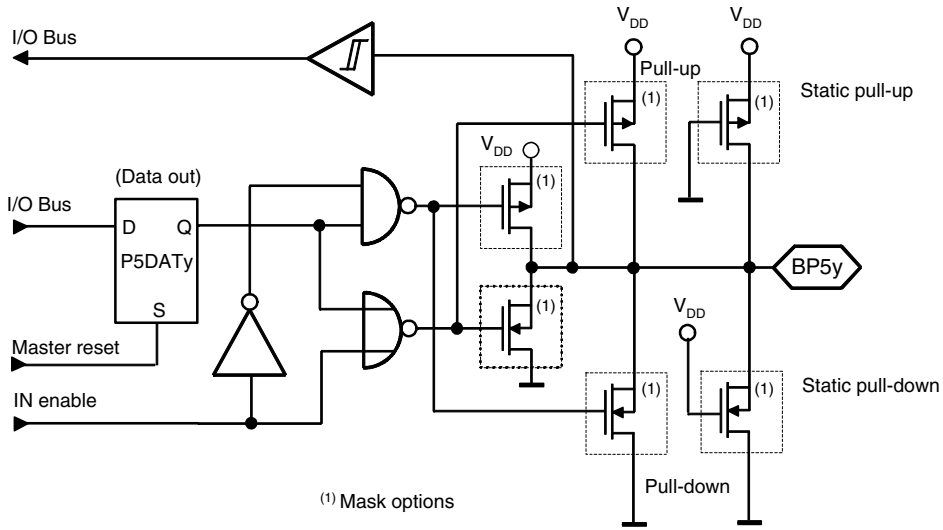 V_DD
V_DD
I/O Bus
Pull-up
(1)
(1)
Static pull-up
V_DD
(1)
(Data out)
I/O Bus
D
Q
P5DATy
S
BP5y
(1)
V_DD
Master reset
(1)
(1)
Static pull-down
IN enable
Pull-down
(1) Mask options